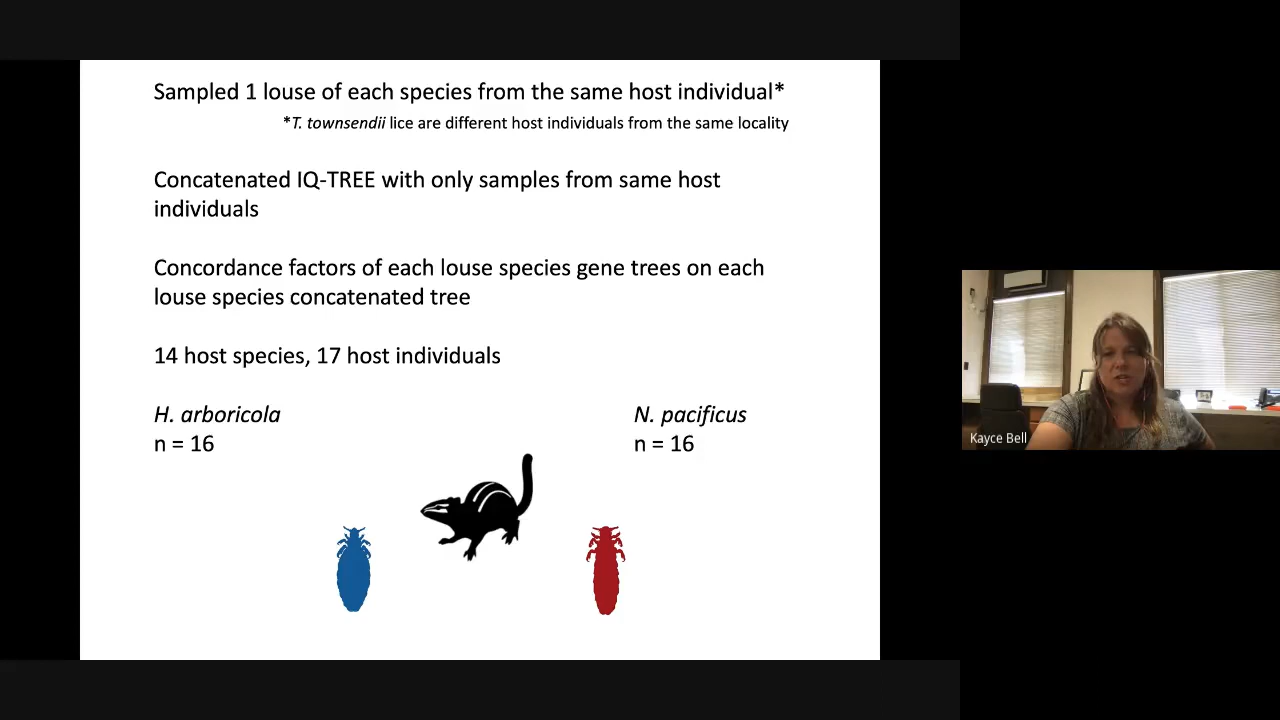 Sampled 1 louse of each species from the same host individual*
*T. townsendii lice are different host individuals from the same locality
Concatenated IQ-TREE with only samples from same host
individuals
Concordance factors of each louse species gene trees on each
louse species concatenated tree
14 host species, 17 host individuals
H. arboricola
n = 16
N. pacificus
n = 16
Kayce Bell